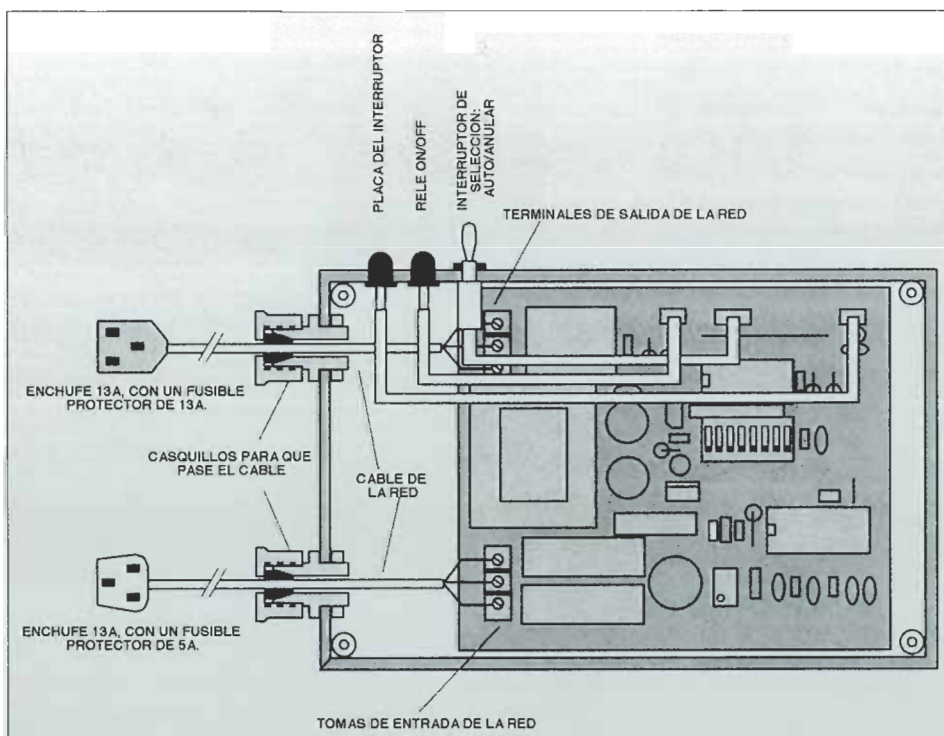 PLACA DEL INTERRUPTOR
RELE ON/OFF
INTERRUPTOR DE
SELECCION:
AUTO/ANULAR
TERMINALES DE SALIDA DE LA RED
ENCHUFE 13A, CON UN FUSIBLE
PROTECTOR DE 13A.
CASQUILLOS PARA QUE
PASE EL CABLE
CABLE DE
LA RED
ENCHUFE 13A, CON UN FUSIBLE
PROTECTOR DE 5A.
TOMAS DE ENTRADA DE LA RED